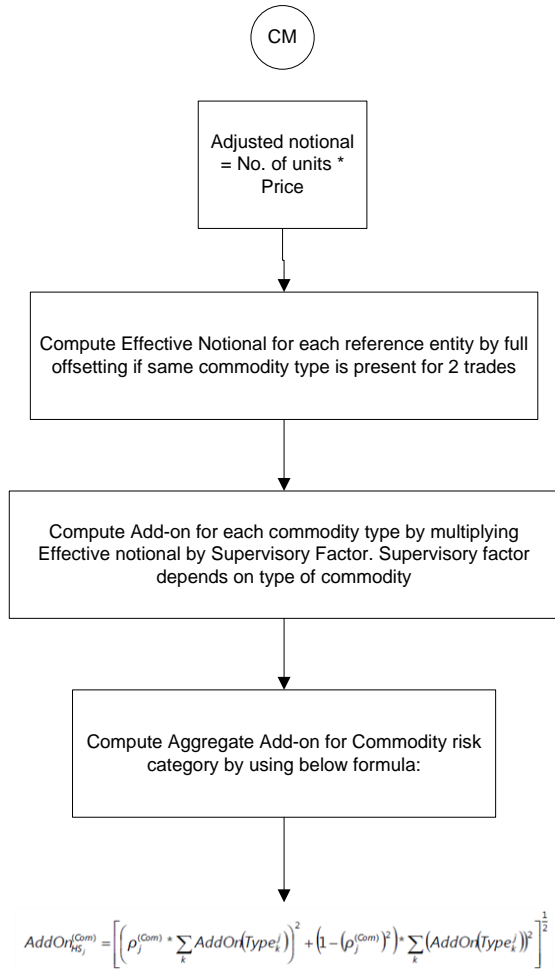 CM
Adjusted notional
= No. of units *
Price
Compute Effective Notional for each reference entity by full
offsetting if same commodity type is present for 2 trades
Compute Add-on for each commodity type by multiplying
Effective notional by Supervisory Factor. Supervisory factor
depends on type of commodity
Compute Aggregate Add-on for Commodity risk
category by using below formula:
AddOn_{HS_j}^{(Com)} = [(ρ_j^{(Com)} * ∑_k AddOn(Type_k^j))^2 + (1 − (ρ_j^{(Com)})^2) * ∑_k (AddOn(Type_k^j))^2]^{1/2}